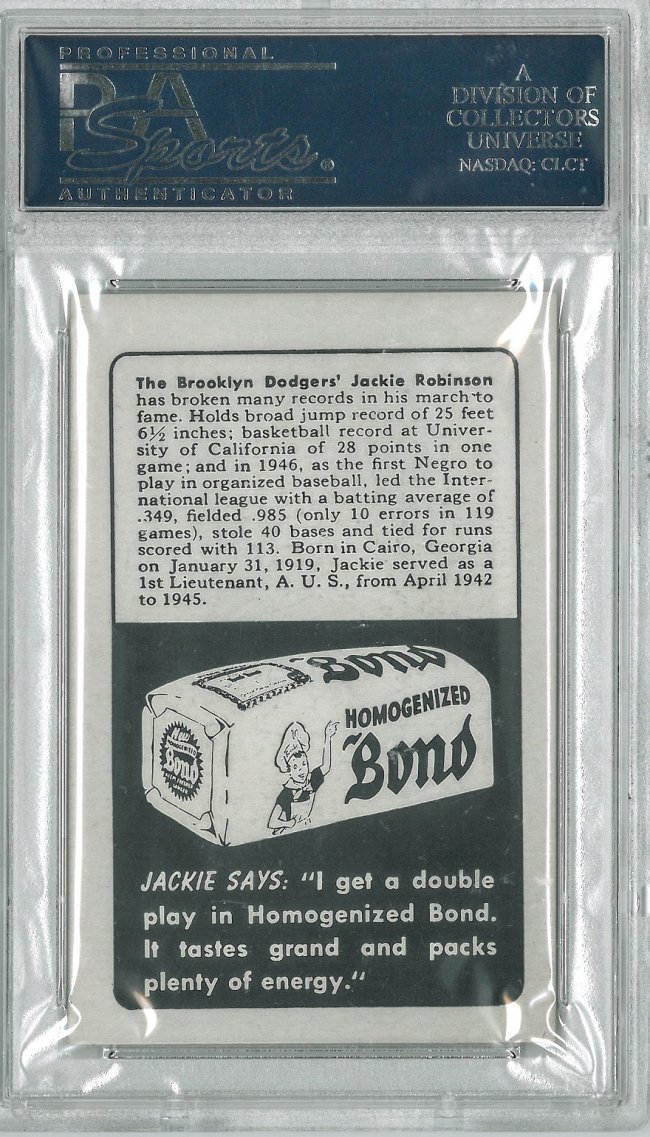 PROFESSIONAL
PSA
Sports®
AUTHENTICATOR
A
DIVISION OF
COLLECTORS
UNIVERSE
NASDAQ: CLCT
The Brooklyn Dodgers' Jackie Robinson
has broken many records in his march to
fame. Holds broad jump record of 25 feet
6½ inches; basketball record at Univer-
sity of California of 28 points in one
game; and in 1946, as the first Negro to
play in organized baseball, led the Inter-
national league with a batting average of
.349, fielded .985 (only 10 errors in 119
games), stole 40 bases and tied for runs
scored with 113. Born in Cairo, Georgia
on January 31, 1919, Jackie served as a
1st Lieutenant, A. U. S., from April 1942
to 1945.
Bond
HOMOGENIZED
Bond
New
HOMOGENIZED
Bond
JACKIE SAYS: "I get a double
play in Homogenized Bond.
It tastes grand and packs
plenty of energy."